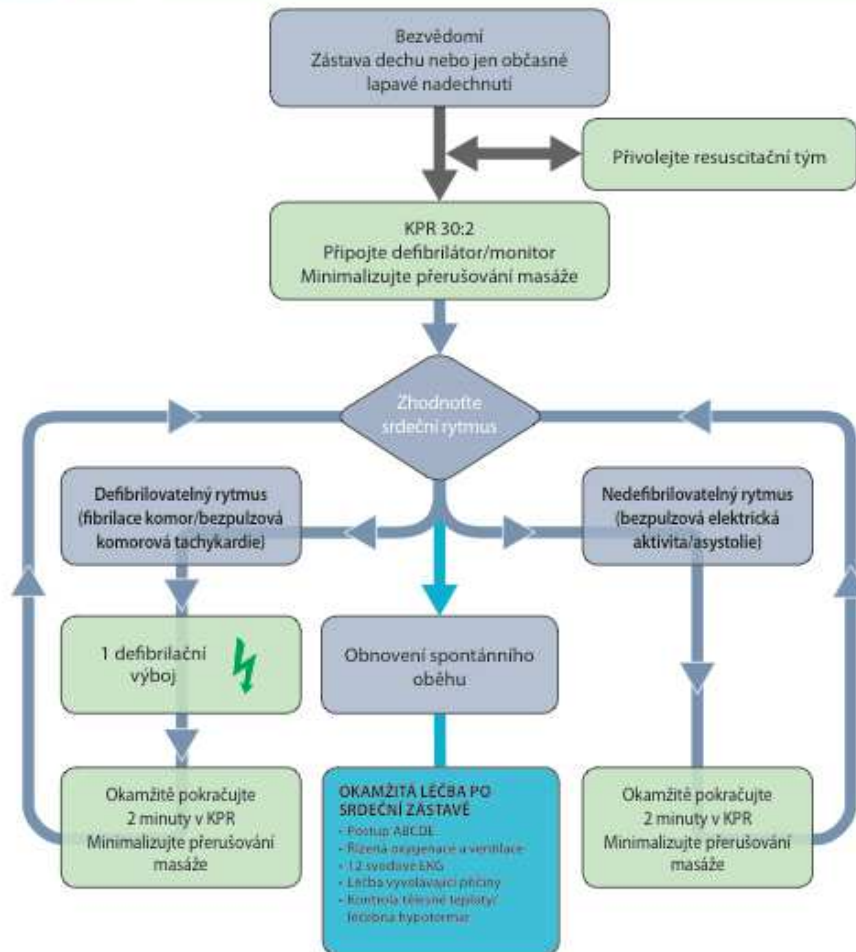 Bezvědomí
Zástava dechu nebo jen občasné
lapavé nadechnutí
Přivolejte resuscitační tým
KPR 30:2
Připojte defibrilátor/monitor
Minimalizujte přerušování masáže
Zhodnoťte
srdeční rytmus
Defibrilovatelný rytmus
(fibrilace komor/bezpulzová
komorová tachykardie)
Nedefibrilovatelný rytmus
(bezpulzová elektrická
aktivita/asystolie)
1 defibrilační
výboj
Obnovení spontánního
oběhu
Okamžitě pokračujte
2 minuty v KPR
Minimalizujte přerušování
masáže
OKAMŽITÁ LÉČBA PO
SRDEČNÍ ZÁSTAVĚ
• Postup ABCDE
• Řízená oxygenace a ventilace
• 12 svodové EKG
• Léčba vyvolávající příčiny
• Kontrola tělesné teploty/
léčebná hypotermie
Okamžitě pokračujte
2 minuty v KPR
Minimalizujte přerušování
masáže